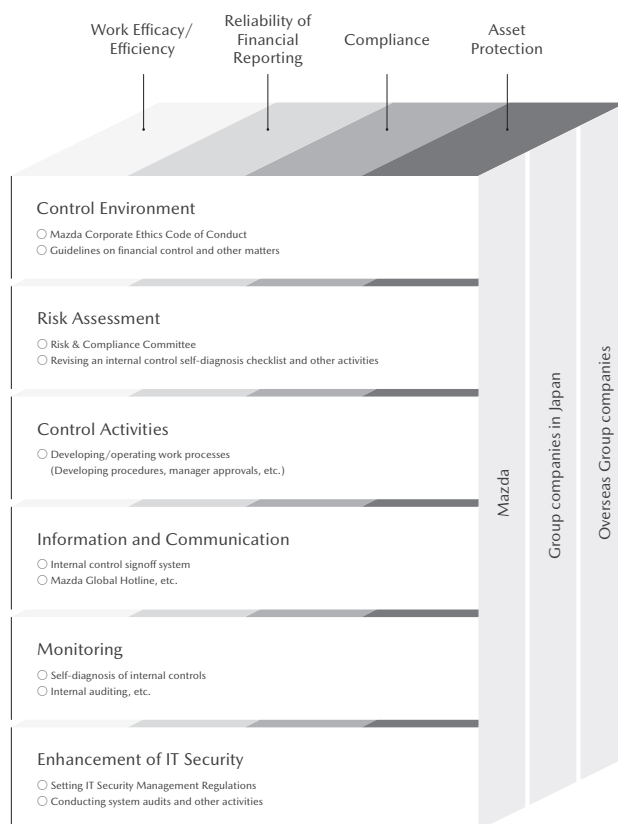 Work Efficacy/
Efficiency
Reliability of
Financial
Reporting
Compliance
Asset
Protection
Control Environment
○ Mazda Corporate Ethics Code of Conduct
○ Guidelines on financial control and other matters
Risk Assessment
○ Risk & Compliance Committee
○ Revising an internal control self-diagnosis checklist and other activities
Control Activities
○ Developing/operating work processes
(Developing procedures, manager approvals, etc.)
Information and Communication
○ Internal control signoff system
○ Mazda Global Hotline, etc.
Monitoring
○ Self-diagnosis of internal controls
○ Internal auditing, etc.
Enhancement of IT Security
○ Setting IT Security Management Regulations
○ Conducting system audits and other activities
Mazda
Group companies in Japan
Overseas Group companies